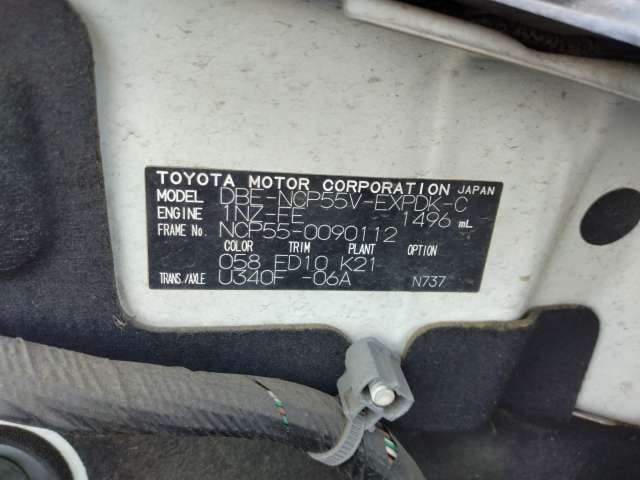 TOYOTA MOTOR CORPORATION JAPAN
MODEL DBE-NCP55V-EXPDK-C
ENGINE 1NZ-FE 1496 mL
FRAME No. NCP55-0090112
COLOR TRIM PLANT OPTION
058 FD10 K21
TRANS./AXLE U340F -06A N737